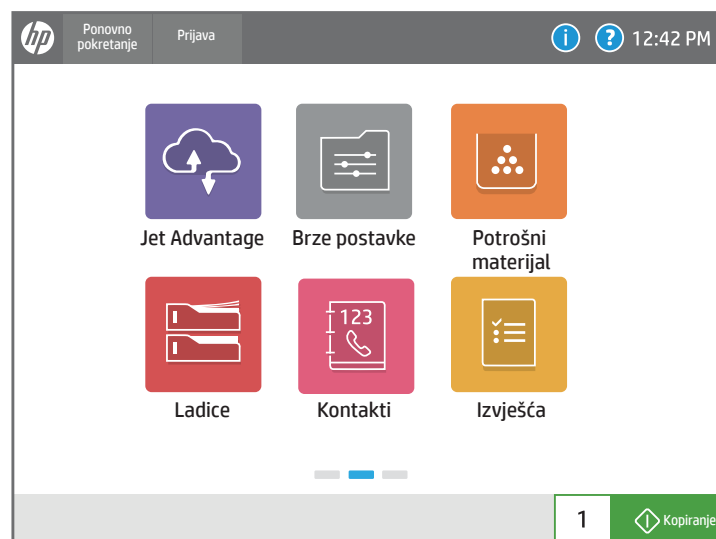 hp
Ponovno
pokretanje
Prijava
i
?
12:42 PM
Jet Advantage
Brze postavke
Potrošni
materijal
123
Ladice
Kontakti
Izvješća
1
Kopiranje